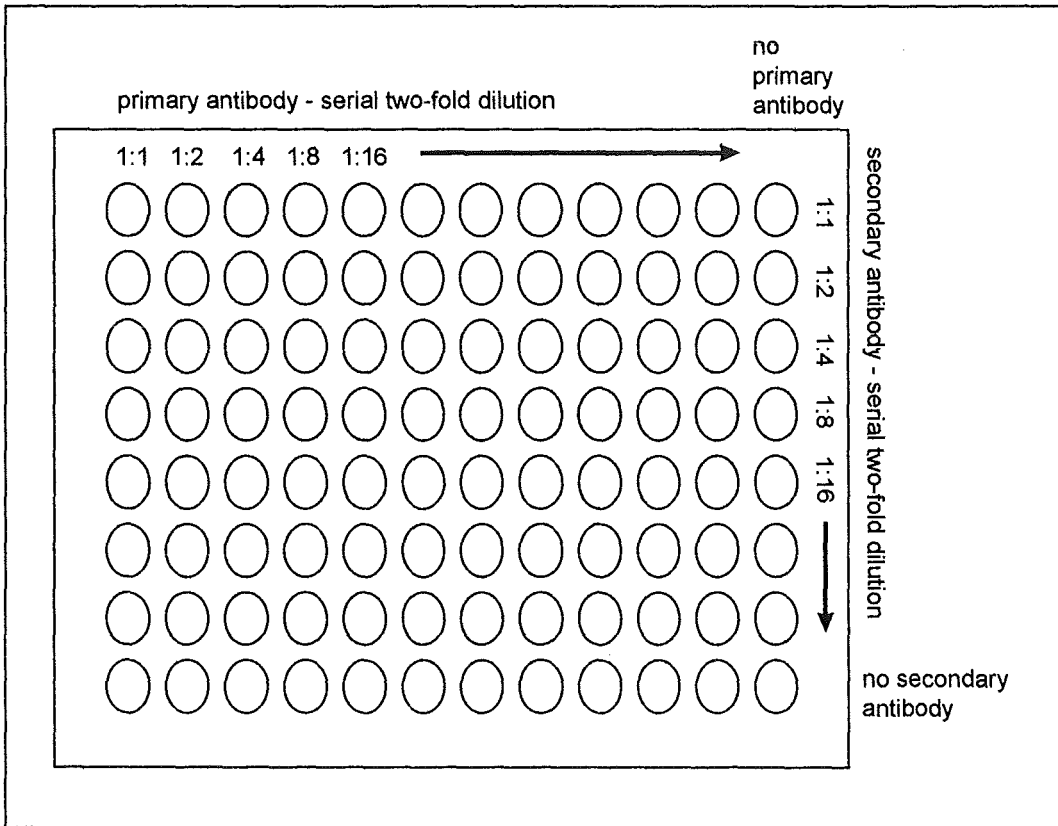 no
primary
antibody
primary antibody - serial two-fold dilution
1:1 1:2 1:4 1:8 1:16
1:1
1:2
1:4
1:8
1:16
secondary antibody - serial two-fold dilution
no secondary
antibody